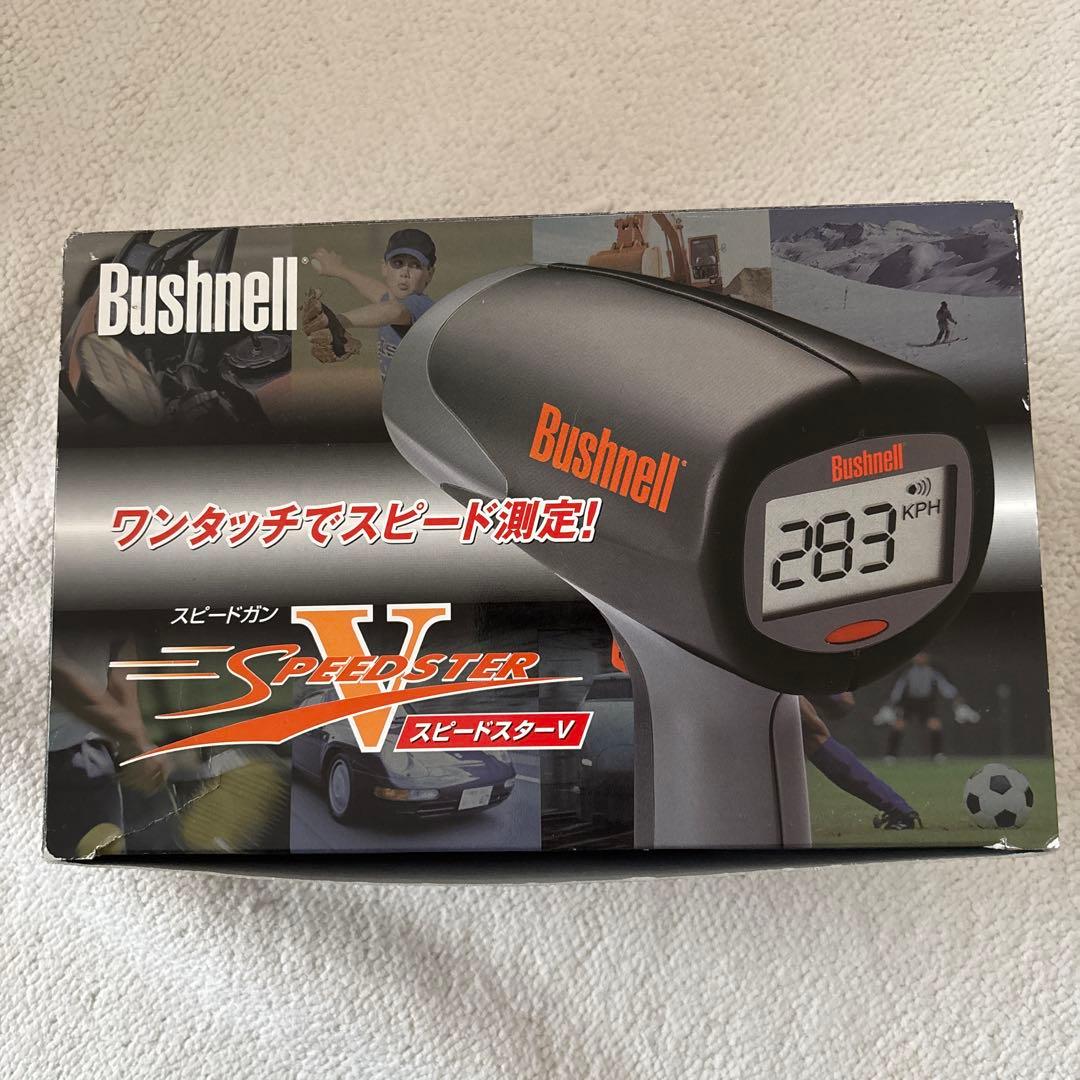 Bushnell
Bushnell
Bushnell
283
KPH
ワンタッチでスピード測定!
スピードガン
V
SPEEDSTER
スピードスターV